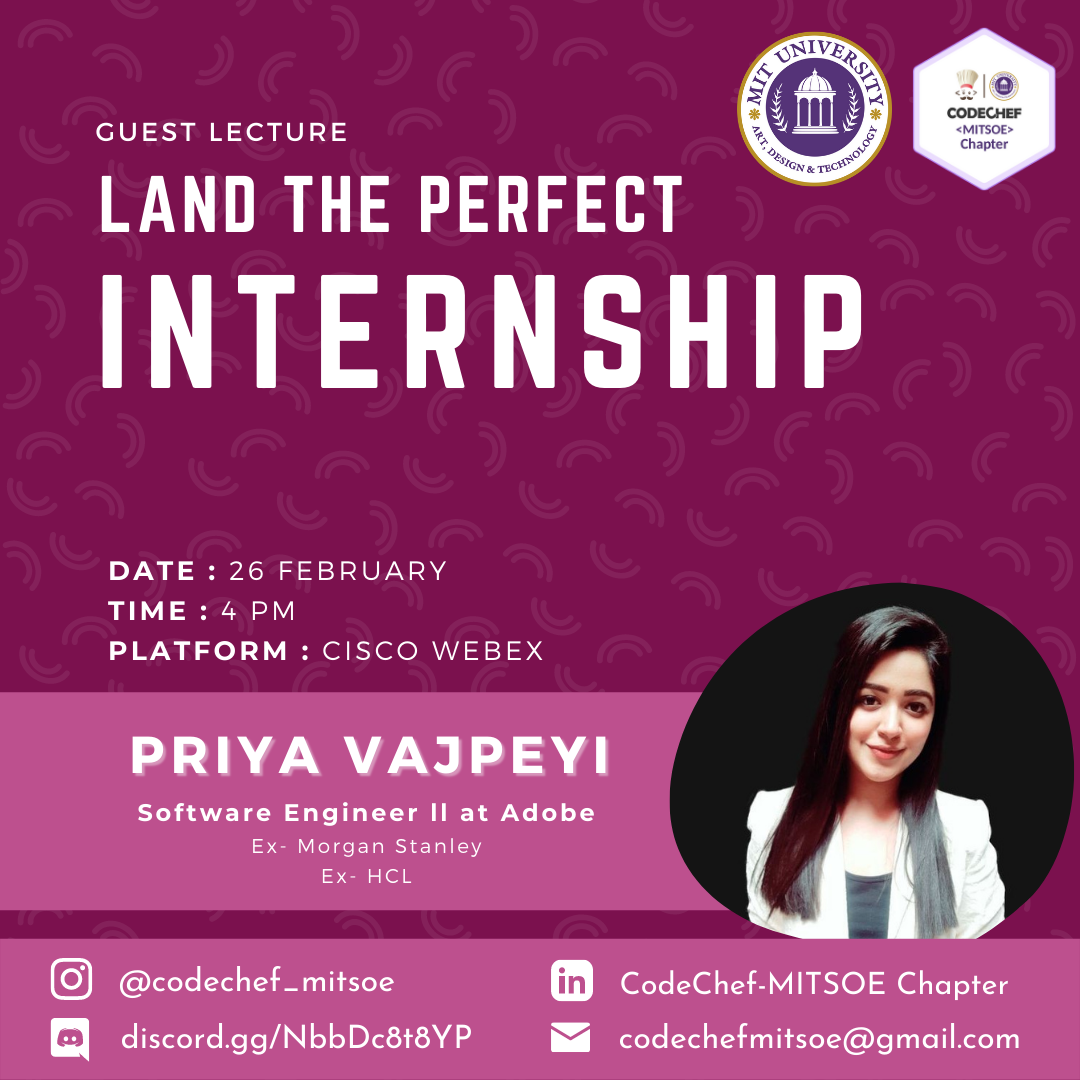 MIT UNIVERSITY
ART, DESIGN & TECHNOLOGY
CODECHEF
<MITSOE>
Chapter
GUEST LECTURE
LAND THE PERFECT
INTERNSHIP
DATE : 26 FEBRUARY
TIME : 4 PM
PLATFORM : CISCO WEBEX
PRIYA VAJPEYI
Software Engineer ll at Adobe
Ex- Morgan Stanley
Ex- HCL
@codechef_mitsoe
CodeChef-MITSOE Chapter
discord.gg/NbbDc8t8YP
codechefmitsoe@gmail.com